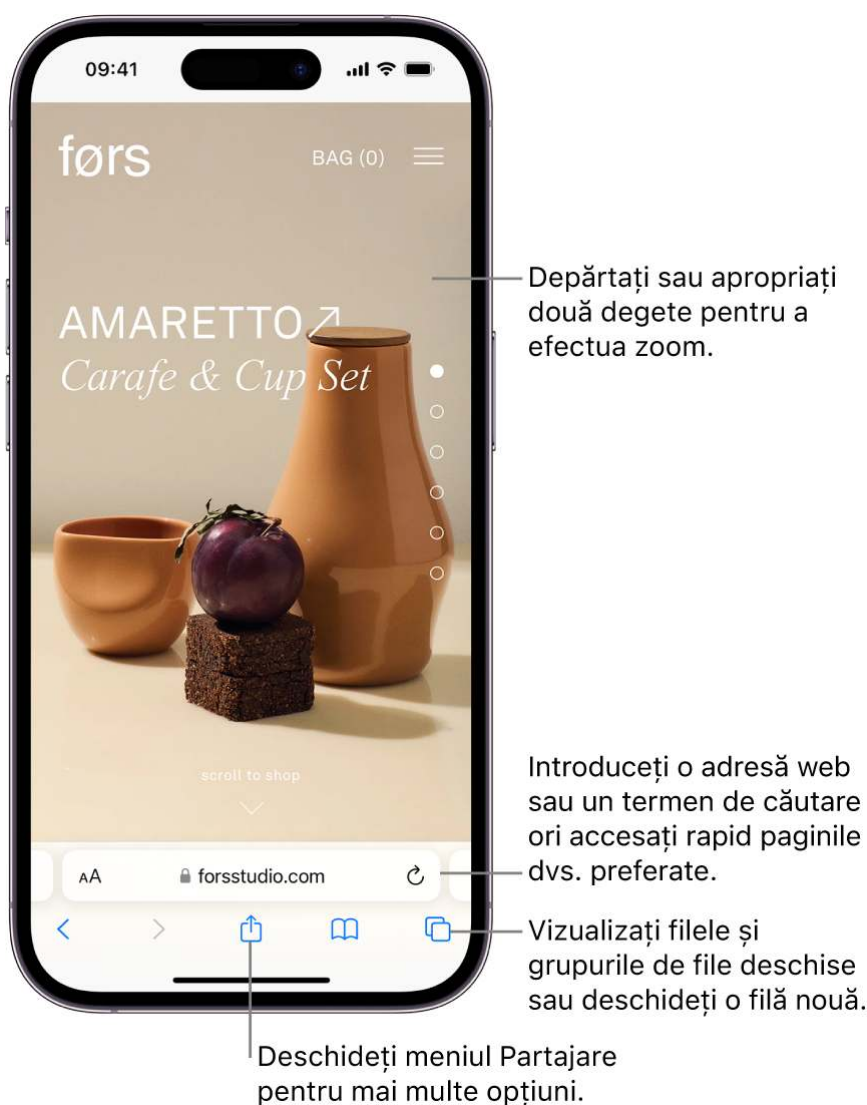 09:41
førs
BAG (0)
AMARETTO↗
Carafe & Cup Set
scroll to shop
AA
forsstudio.com
Depărtați sau apropiați
două degete pentru a
efectua zoom.
Introduceți o adresă web
sau un termen de căutare
ori accesați rapid paginile
dvs. preferate.
Vizualizați filele și
grupurile de file deschise
sau deschideți o filă nouă.
Deschideți meniul Partajare
pentru mai multe opțiuni.